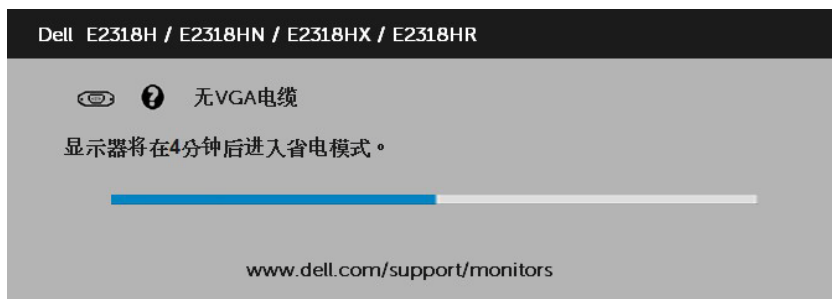 Dell E2318H / E2318HN / E2318HX / E2318HR
无VGA电缆
显示器将在4分钟后进入省电模式。
www.dell.com/support/monitors